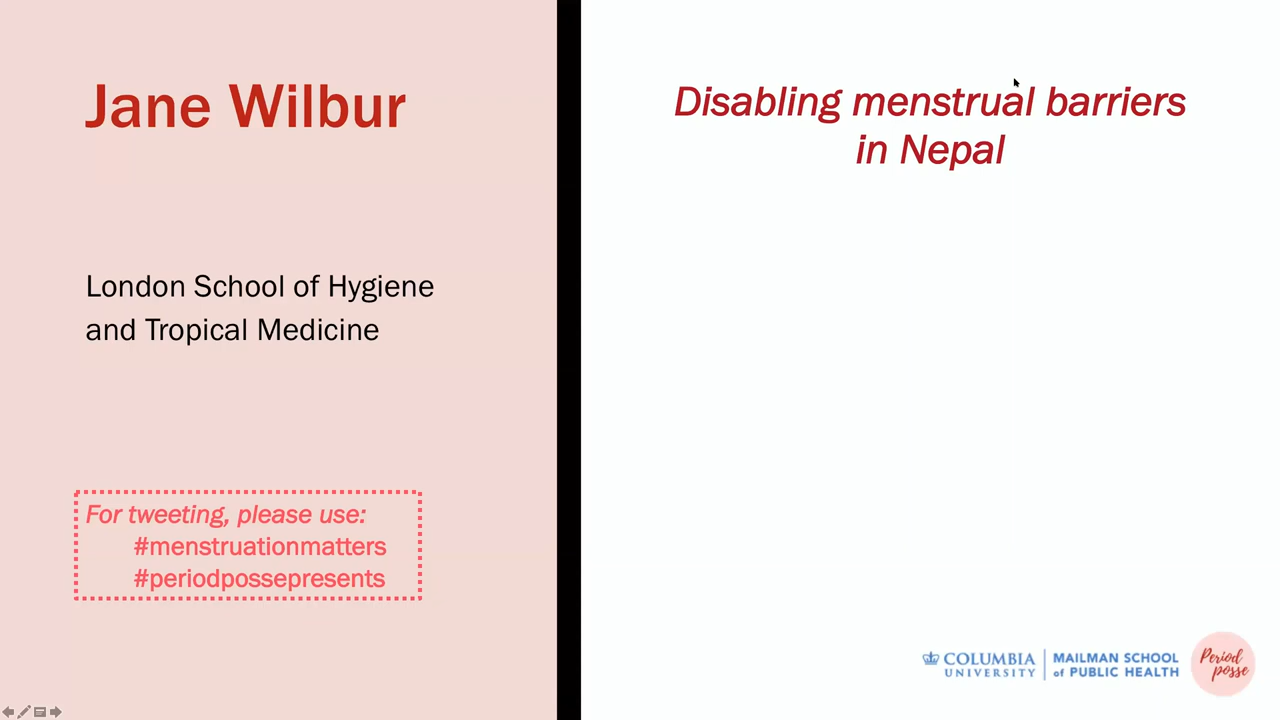 Jane Wilbur
London School of Hygiene
and Tropical Medicine
For tweeting, please use:
#menstruationmatters
#periodpossepresents
Disabling menstrual barriers
in Nepal
COLUMBIA
UNIVERSITY
MAILMAN SCHOOL
of PUBLIC HEALTH
Period
posse